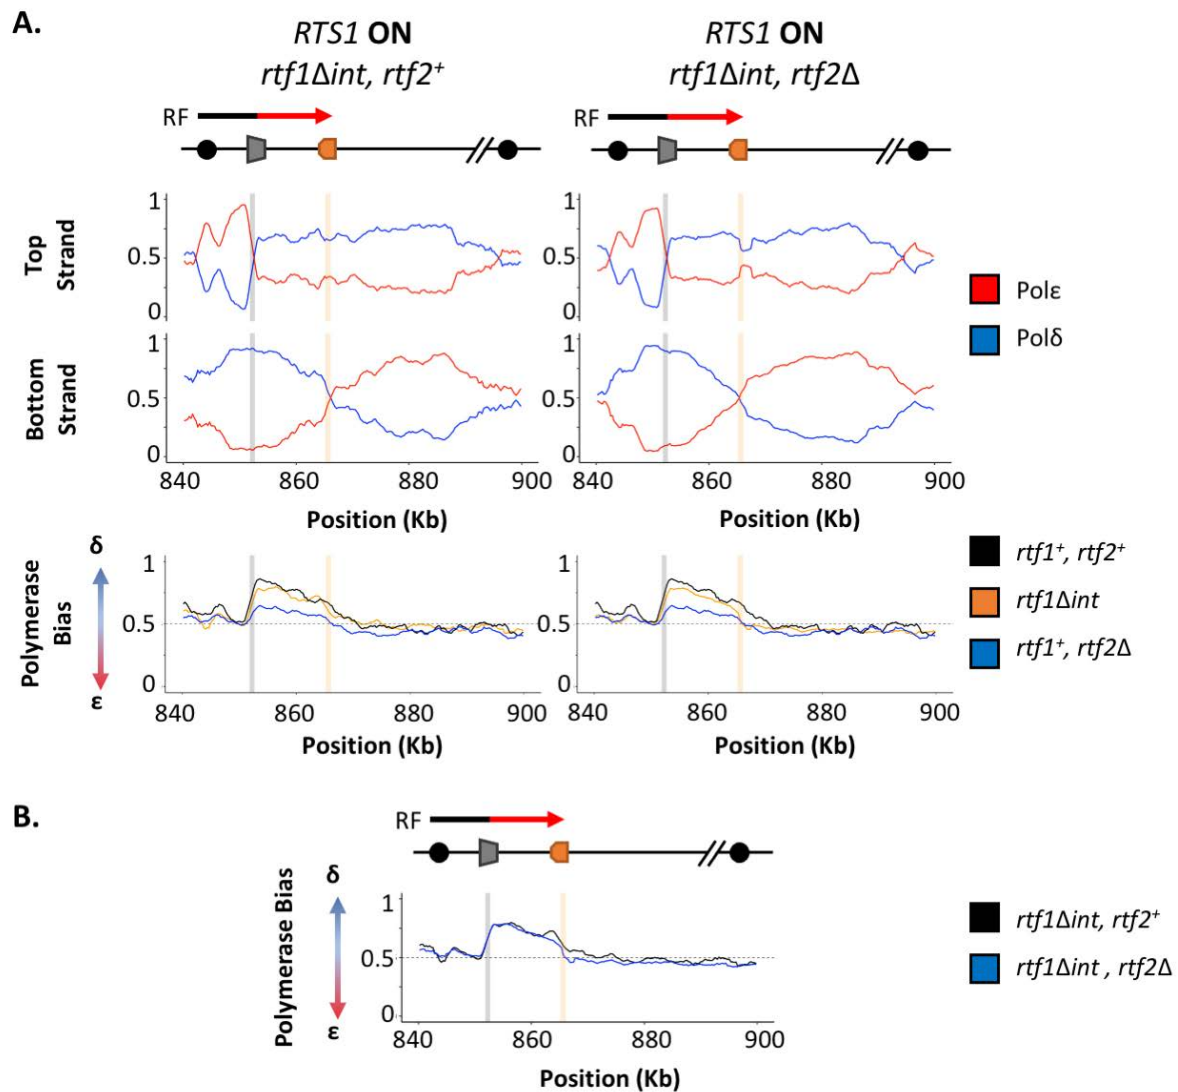 A.
RTS1 ON
rtf1Δint, rtf2+
RTS1 ON
rtf1Δint, rtf2Δ
RF
RF
Top
Strand
1
0.5
0
1
0.5
0
Bottom
Strand
1
0.5
0
840 860 880 900
Position (Kb)
1
0.5
0
840 860 880 900
Position (Kb)
Polε
Polδ
Polymerase
Bias
δ
ε
1
0.5
0
840 860 880 900
Position (Kb)
1
0.5
0
840 860 880 900
Position (Kb)
rtf1+, rtf2+
rtf1Δint
rtf1+, rtf2Δ
B.
RF
Polymerase Bias
δ
ε
1
0.5
0
840 860 880 900
Position (Kb)
rtf1Δint, rtf2+
rtf1Δint , rtf2Δ